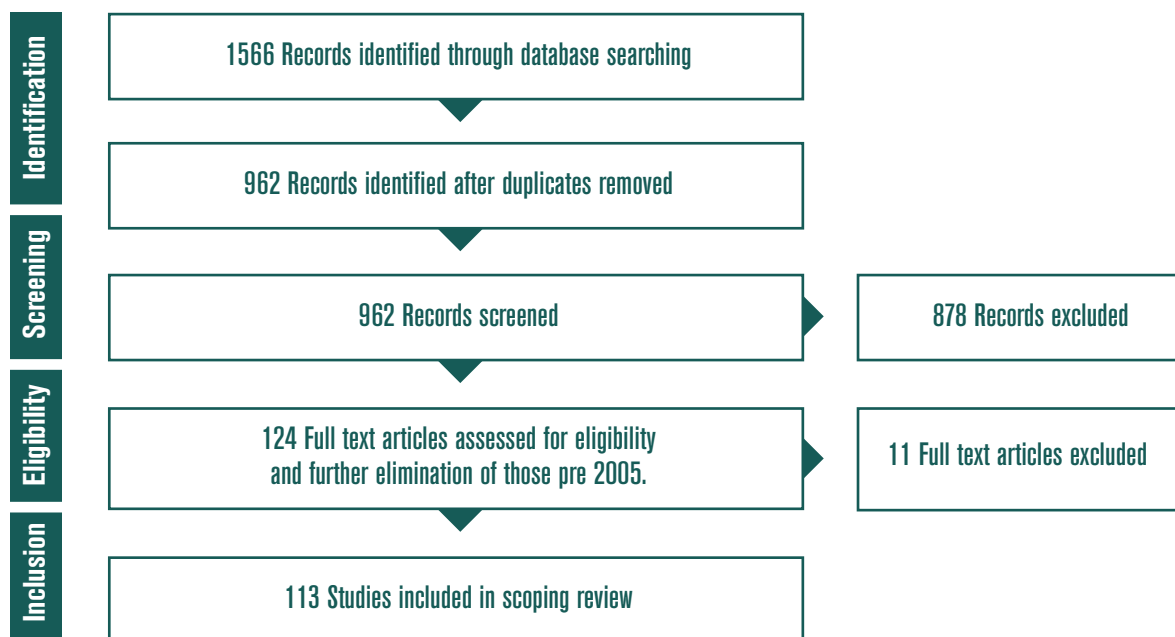 Identification
1566 Records identified through database searching
962 Records identified after duplicates removed
Screening
962 Records screened
878 Records excluded
Eligibility
124 Full text articles assessed for eligibility
and further elimination of those pre 2005.
11 Full text articles excluded
Inclusion
113 Studies included in scoping review